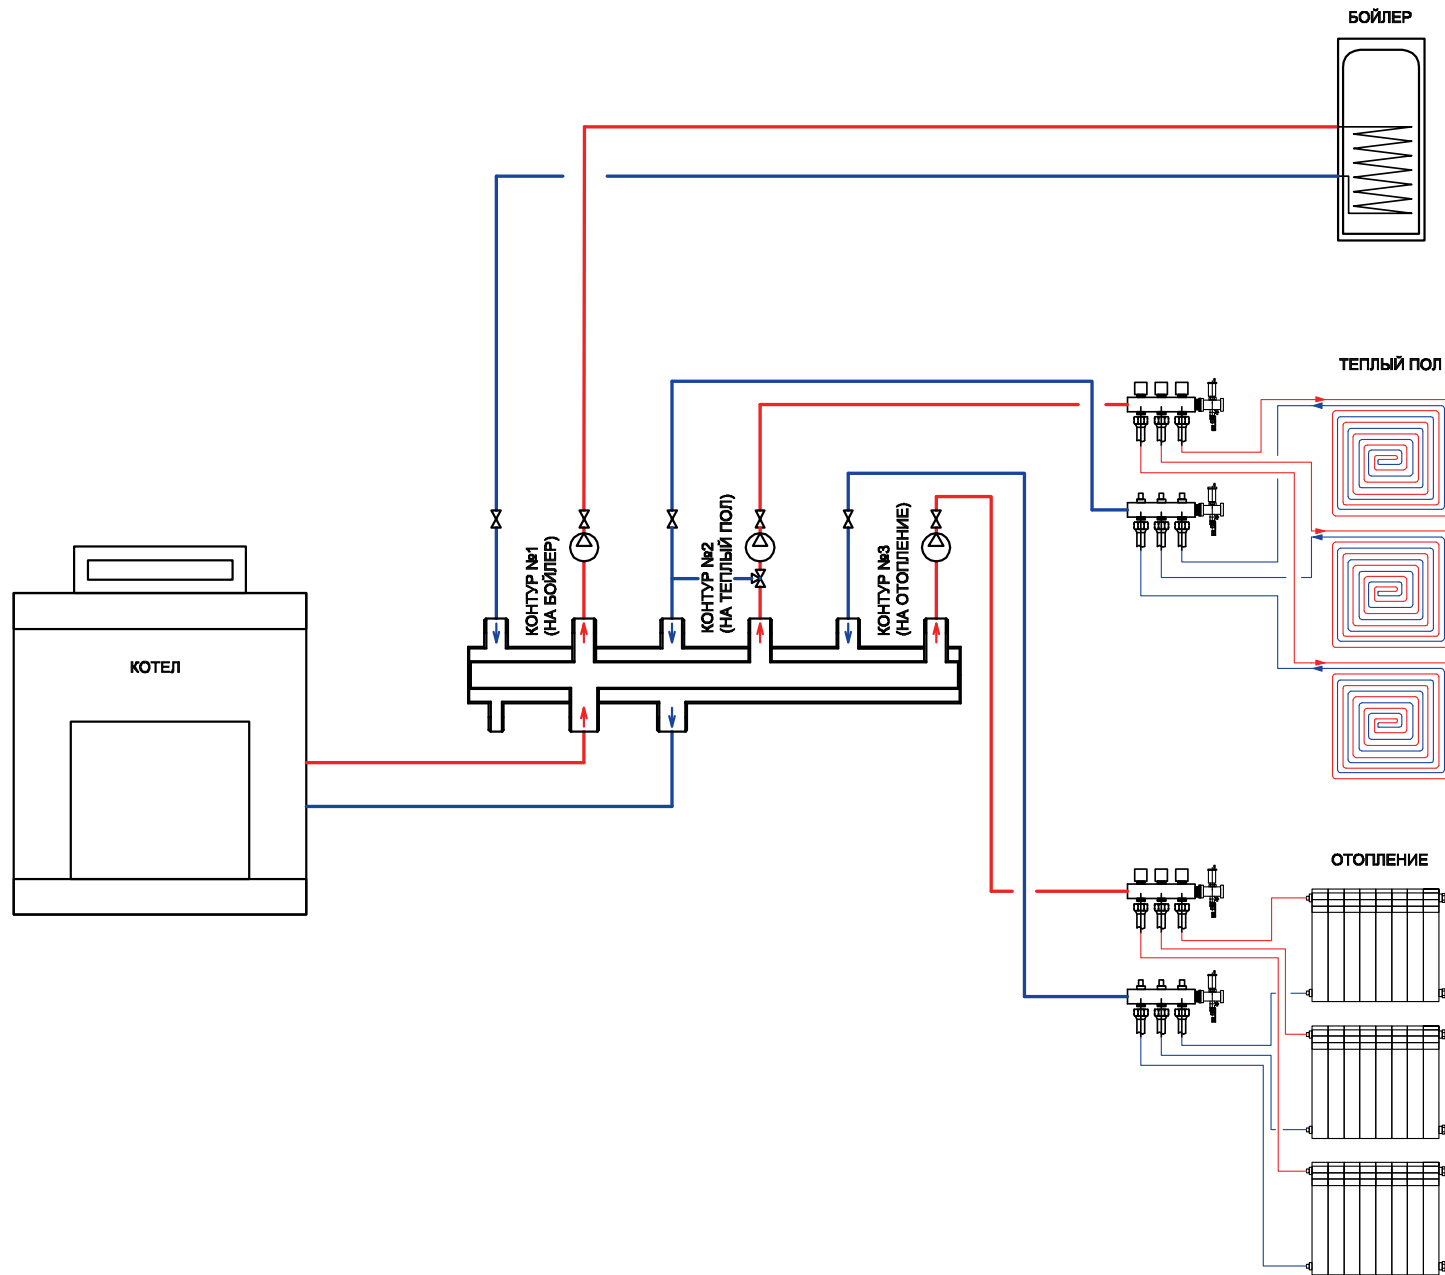 БОЙЛЕР
ТЕПЛЫЙ ПОЛ
КОНТУР №1
(НА БОЙЛЕР)
КОНТУР №2
(НА ТЕПЛЫЙ ПОЛ)
КОНТУР №3
(НА ОТОПЛЕНИЕ)
КОТЕЛ
ОТОПЛЕНИЕ